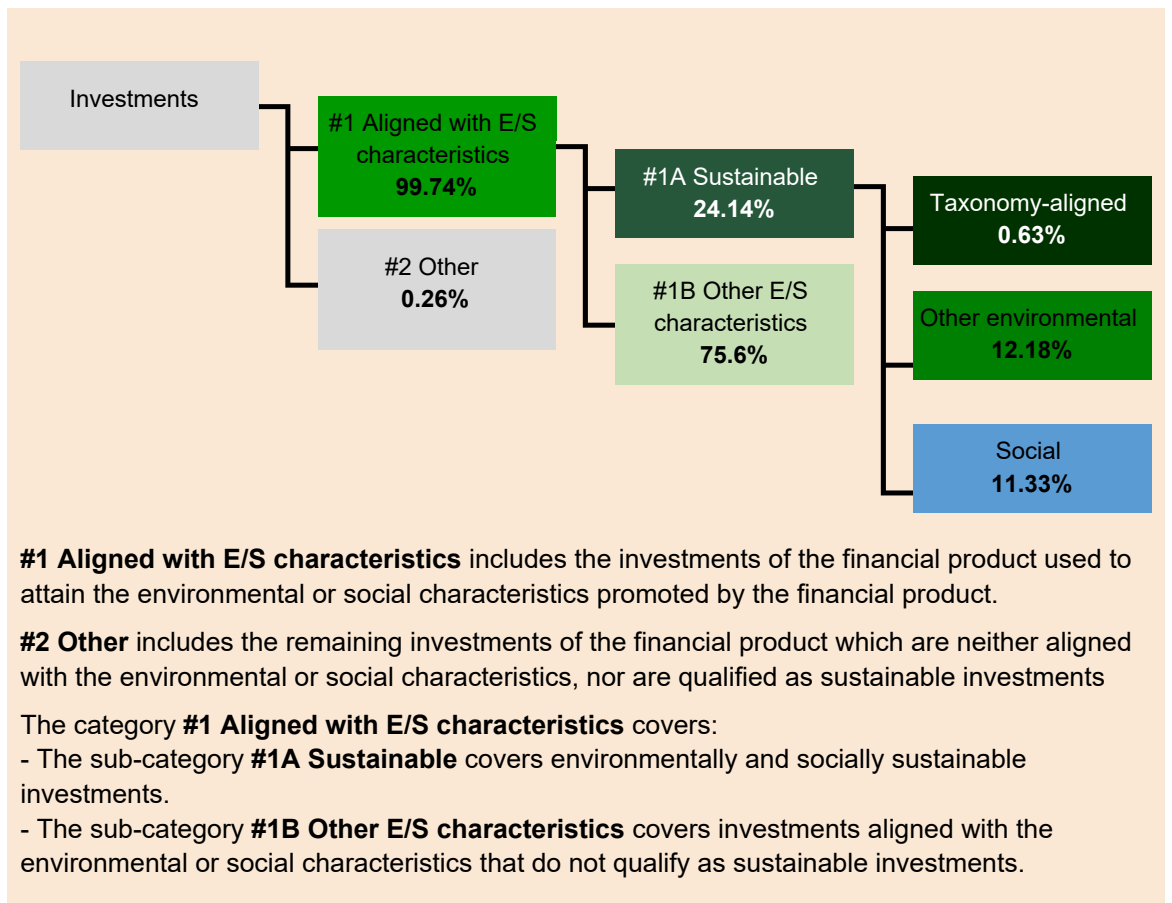 Investments
#1 Aligned with E/S
characteristics
99.74%
#2 Other
0.26%
#1A Sustainable
24.14%
#1B Other E/S
characteristics
75.6%
Taxonomy-aligned
0.63%
Other environmental
12.18%
Social
11.33%
#1 Aligned with E/S characteristics includes the investments of the financial product used to
attain the environmental or social characteristics promoted by the financial product.
#2 Other includes the remaining investments of the financial product which are neither aligned
with the environmental or social characteristics, nor are qualified as sustainable investments
The category #1 Aligned with E/S characteristics covers:
- The sub-category #1A Sustainable covers environmentally and socially sustainable
investments.
- The sub-category #1B Other E/S characteristics covers investments aligned with the
environmental or social characteristics that do not qualify as sustainable investments.